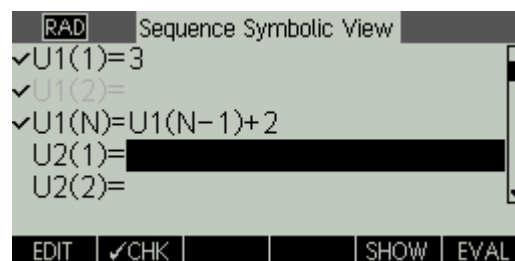 RAD Sequence Symbolic View
✓U1(1)=3
✓U1(2)=
✓U1(N)=U1(N-1)+2
U2(1)=
U2(2)=
EDIT ✓CHK SHOW EVAL